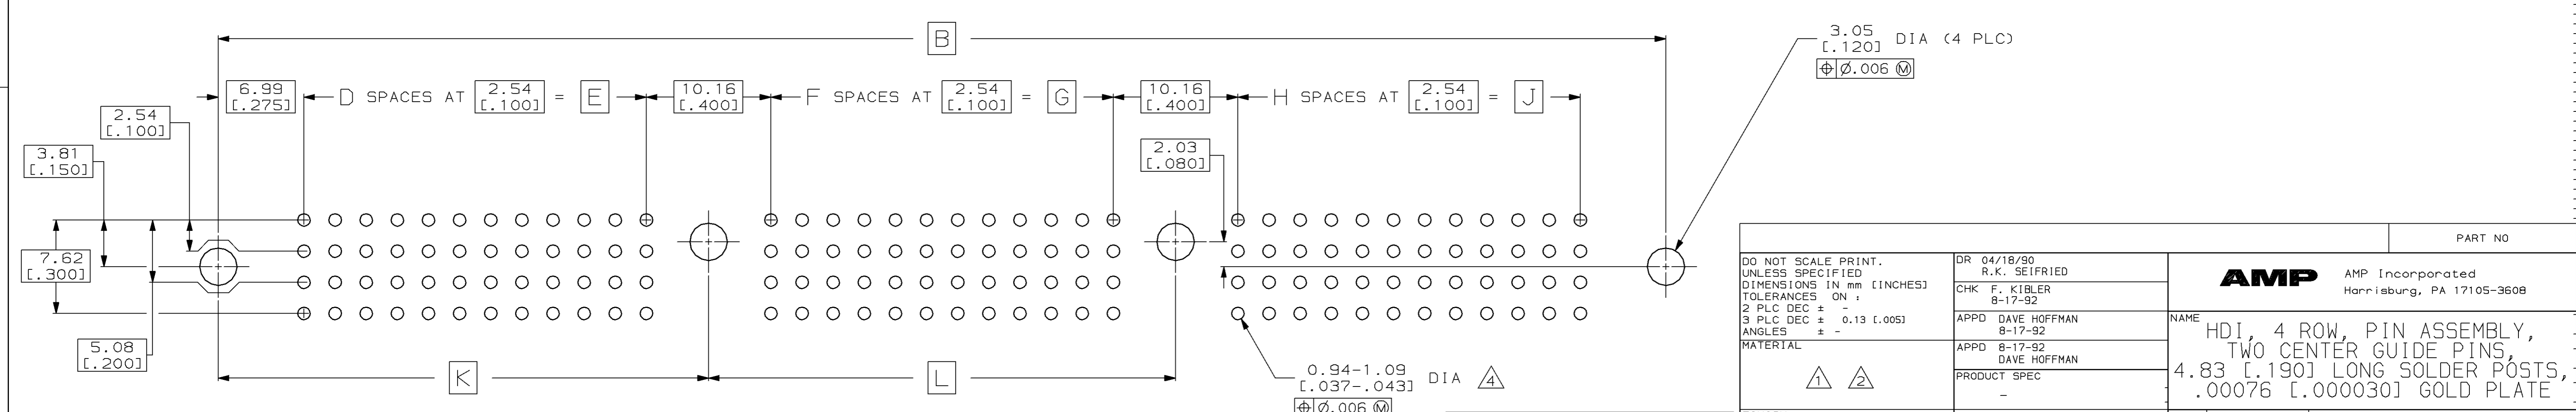 B
3.05
[.120] DIA (4 PLC)
⌖ Ø.006 Ⓜ
6.99
[.275]
D SPACES AT 2.54 [.100] = E
10.16
[.400]
F SPACES AT 2.54 [.100] = G
10.16
[.400]
H SPACES AT 2.54 [.100] = J
2.54
[.100]
3.81
[.150]
2.03
[.080]
7.62
[.300]
5.08
[.200]
K
L
0.94-1.09
[.037-.043] DIA 4
⌖ Ø.006 Ⓜ
PART NO
DO NOT SCALE PRINT.
UNLESS SPECIFIED
DIMENSIONS IN mm [INCHES]
TOLERANCES ON :
2 PLC DEC ± -
3 PLC DEC ± 0.13 [.005]
ANGLES ± -
MATERIAL
1 2
DR 04/18/90
R.K. SEIFRIED
CHK F. KIBLER
8-17-92
APPD DAVE HOFFMAN
8-17-92
APPD 8-17-92
DAVE HOFFMAN
PRODUCT SPEC
-
AMP
AMP Incorporated
Harrisburg, PA 17105-3608
NAME
HDI, 4 ROW, PIN ASSEMBLY,
TWO CENTER GUIDE PINS,
4.83 [.190] LONG SOLDER POSTS,
.00076 [.000030] GOLD PLATE